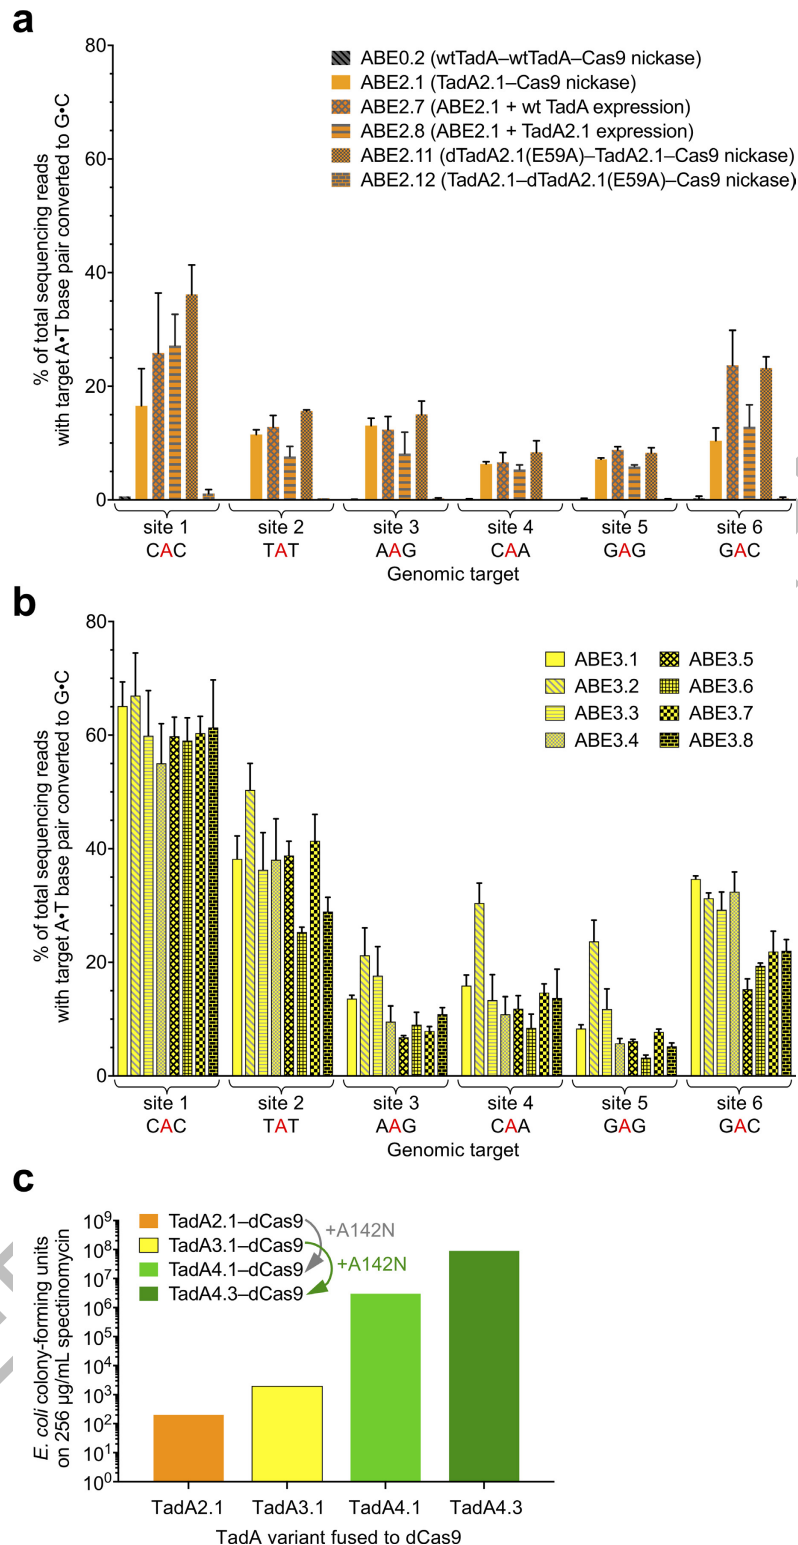 a
80
60
40
20
0
% of total sequencing reads
with target A•T base pair converted to G•C
ABE0.2 (wtTadA–wtTadA–Cas9 nickase)
ABE2.1 (TadA2.1–Cas9 nickase)
ABE2.7 (ABE2.1 + wt TadA expression)
ABE2.8 (ABE2.1 + TadA2.1 expression)
ABE2.11 (dTadA2.1(E59A)–TadA2.1–Cas9 nickase)
ABE2.12 (TadA2.1–dTadA2.1(E59A)–Cas9 nickase)
site 1 site 2 site 3 site 4 site 5 site 6
CAC TAT AAG CAA GAG GAC
Genomic target
b
80
60
40
20
0
% of total sequencing reads
with target A•T base pair converted to G•C
ABE3.1 ABE3.5
ABE3.2 ABE3.6
ABE3.3 ABE3.7
ABE3.4 ABE3.8
site 1 site 2 site 3 site 4 site 5 site 6
CAC TAT AAG CAA GAG GAC
Genomic target
c
10⁹
10⁸
10⁷
10⁶
10⁵
10⁴
10³
10²
10¹
10⁰
E. coli colony-forming units
on 256 µg/mL spectinomycin
TadA2.1–dCas9
TadA3.1–dCas9
TadA4.1–dCas9
TadA4.3–dCas9
+A142N
+A142N
TadA2.1 TadA3.1 TadA4.1 TadA4.3
TadA variant fused to dCas9